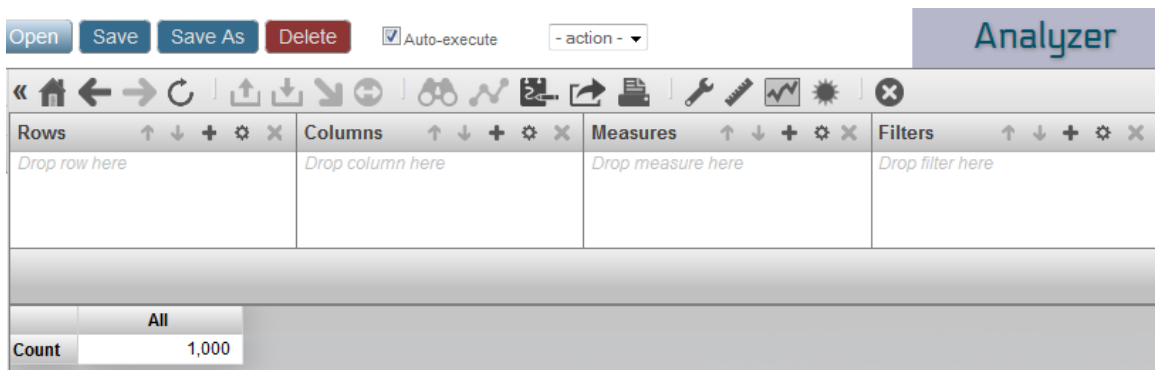 Open Save Save As Delete Auto-execute - action - Analyzer
Rows Columns Measures Filters
Drop row here Drop column here Drop measure here Drop filter here
All
Count 1,000